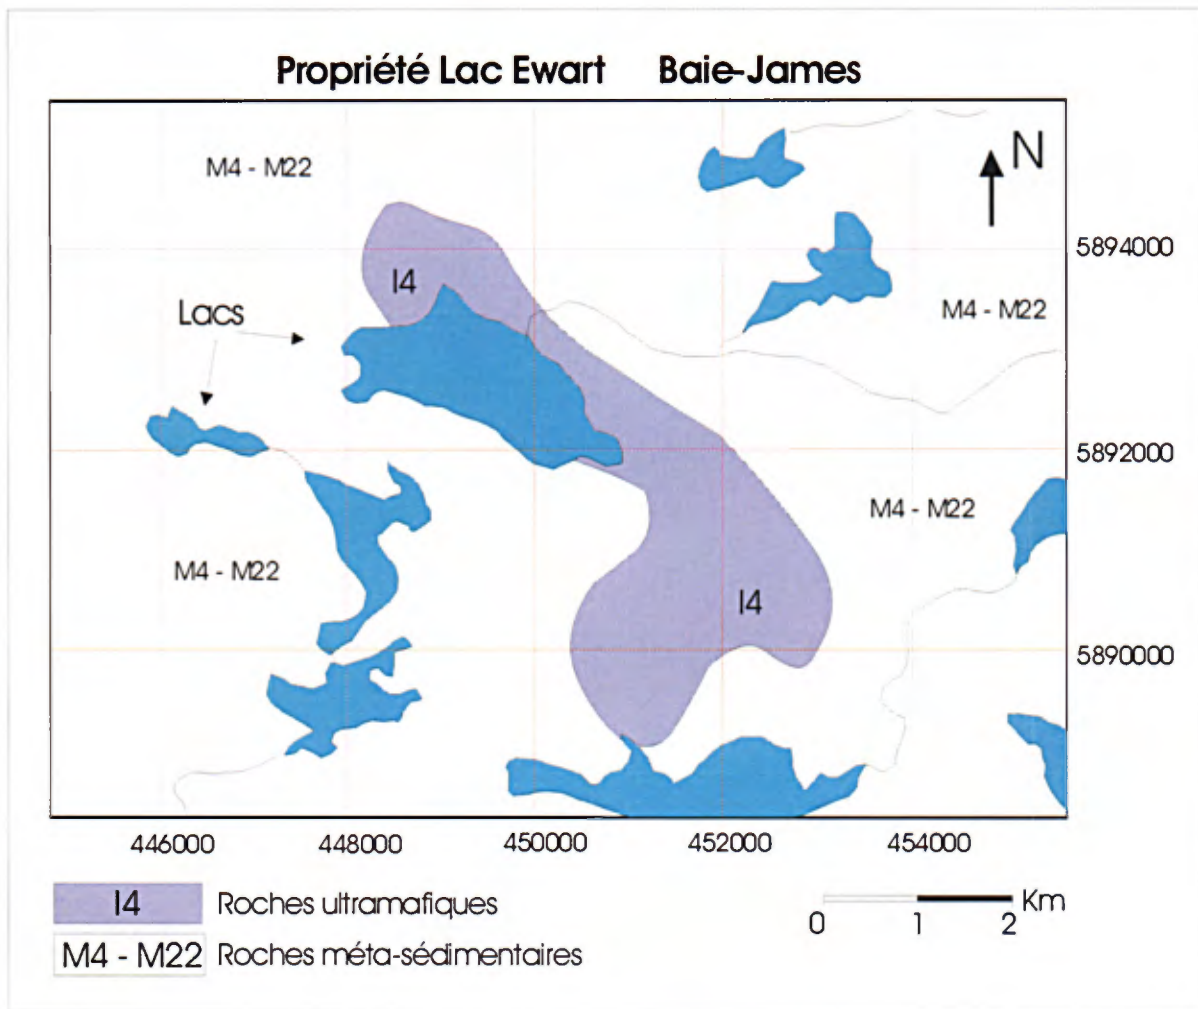 Propriété Lac Ewart Baie-James
M4 - M22
N
5894000
I4
M4 - M22
Lacs
5892000
M4 - M22
M4 - M22
I4
5890000
446000 448000 450000 452000 454000
I4 Roches ultramafiques
Km
0 1 2
M4 - M22 Roches méta-sédimentaires